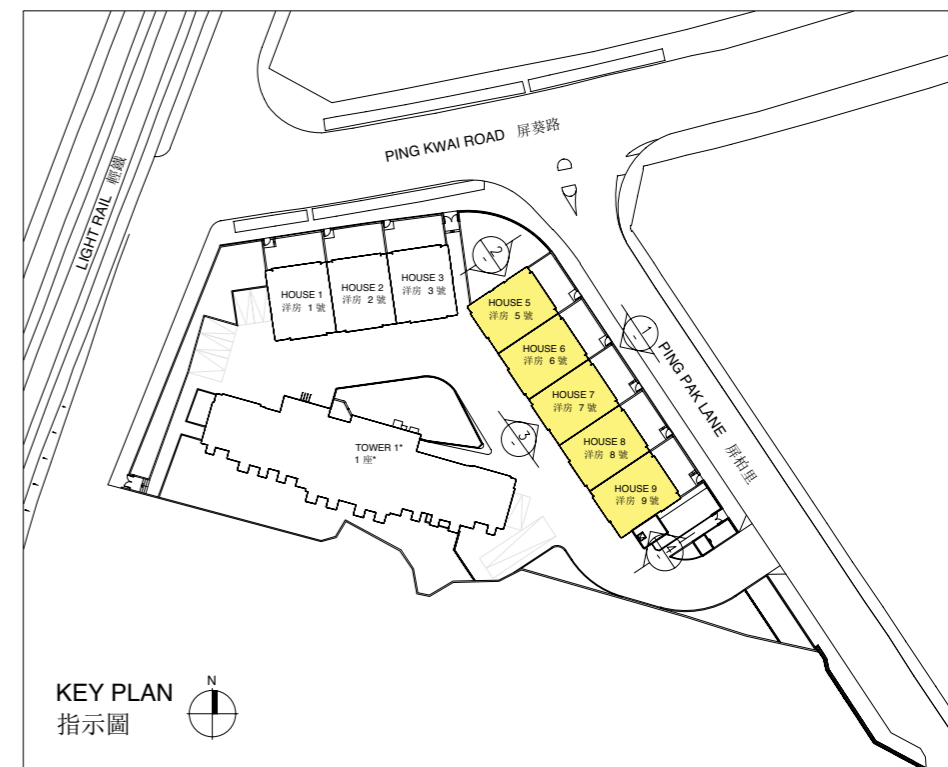 PING KWAI ROAD 屏葵路
LIGHT RAIL 輕鐵
HOUSE 1
洋房 1 號
HOUSE 2
洋房 2 號
HOUSE 3
洋房 3 號
2
-
HOUSE 5
洋房 5 號
1
-
HOUSE 6
洋房 6 號
PING PAK LANE 屏柏里
HOUSE 7
洋房 7 號
3
-
HOUSE 8
洋房 8 號
TOWER 1*
1 座*
HOUSE 9
洋房 9 號
4
-
KEY PLAN
指示圖
N